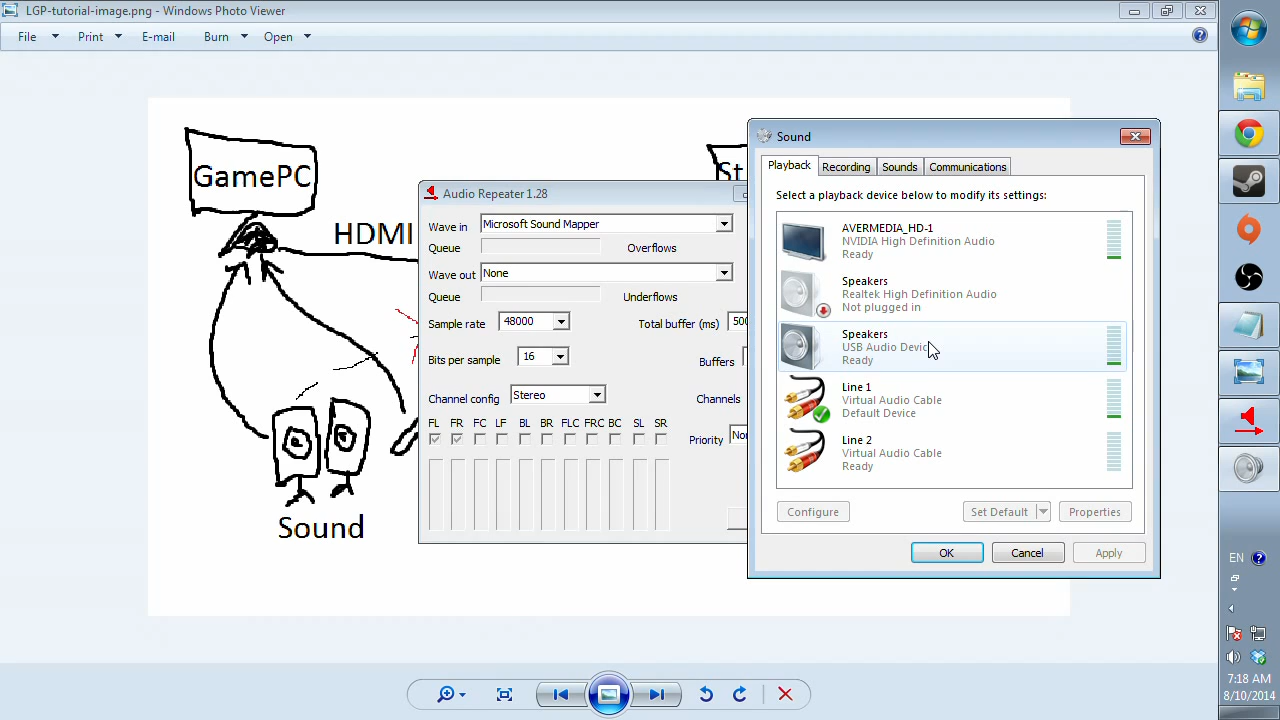 LGP-tutorial-image.png - Windows Photo Viewer
File Print E-mail Burn Open
GamePC
HDMI
St
Sound
Audio Repeater 1.28
Wave in Microsoft Sound Mapper
Queue Overflows
Wave out None
Queue Underflows
Sample rate 48000 Total buffer (ms) 500
Bits per sample 16 Buffers
Channel config Stereo Channels
FL FR FC LF BL BR FLC FRC BC SL SR
Priority Nor
Sound
Playback Recording Sounds Communications
Select a playback device below to modify its settings:
AVERMEDIA_HD-1
NVIDIA High Definition Audio
Ready
Speakers
Realtek High Definition Audio
Not plugged in
Speakers
USB Audio Device
Ready
Line 1
Virtual Audio Cable
Default Device
Line 2
Virtual Audio Cable
Ready
Configure Set Default Properties
OK Cancel Apply
EN
7:18 AM
8/10/2014